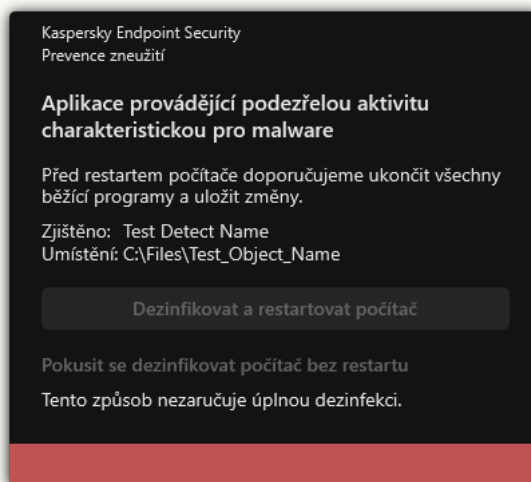 Kaspersky Endpoint Security
Prevence zneužití
Aplikace provádějící podezřelou aktivitu
charakteristickou pro malware
Před restartem počítače doporučujeme ukončit všechny
běžící programy a uložit změny.
Zjištěno: Test Detect Name
Umístění: C:\Files\Test_Object_Name
Dezinfikovat a restartovat počítač
Pokusit se dezinfikovat počítač bez restartu
Tento způsob nezaručuje úplnou dezinfekci.